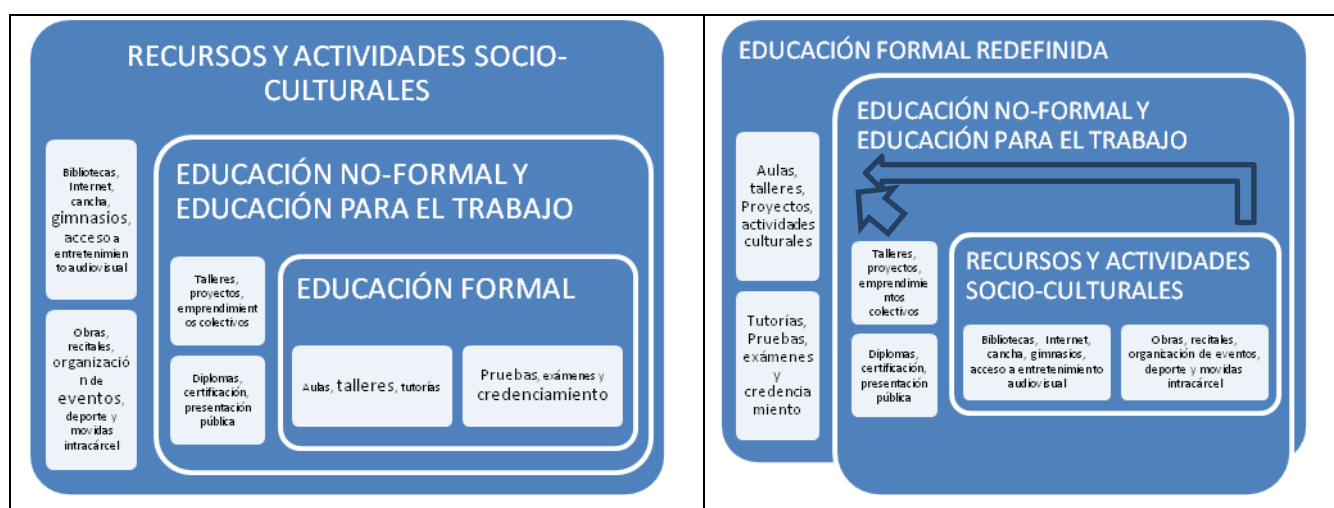 RECURSOS Y ACTIVIDADES SOCIO-
CULTURALES
Bibliotecas,
Internet,
cancha,
gimnasios,
acceso a
entretenimien
to audiovisual
Obras,
recitales,
organizació
n de
eventos,
deporte y
movidas
intracárcel
EDUCACIÓN NO-FORMAL Y
EDUCACIÓN PARA EL TRABAJO
Talleres,
proyectos,
emprendimient
os colectivos
Diplomas,
certificación,
presentación
pública
EDUCACIÓN FORMAL
Aulas, talleres, tutorías
Pruebas, exámenes y
credenciamiento
EDUCACIÓN FORMAL REDEFINIDA
Aulas,
talleres,
Proyectos,
actividades
culturales
Tutorías,
Pruebas,
exámenes
y
credencia
miento
EDUCACIÓN NO-FORMAL Y
EDUCACIÓN PARA EL TRABAJO
Talleres,
proyectos,
emprendimie
ntos
colectivos
Diplomas,
certificación,
presentación
pública
RECURSOS Y ACTIVIDADES
SOCIO-CULTURALES
Bibliotecas, Internet,
cancha, gimnasios,
acceso a entretenimiento
audiovisual
Obras, recitales,
organización de eventos,
deporte y movidas
intracárcel